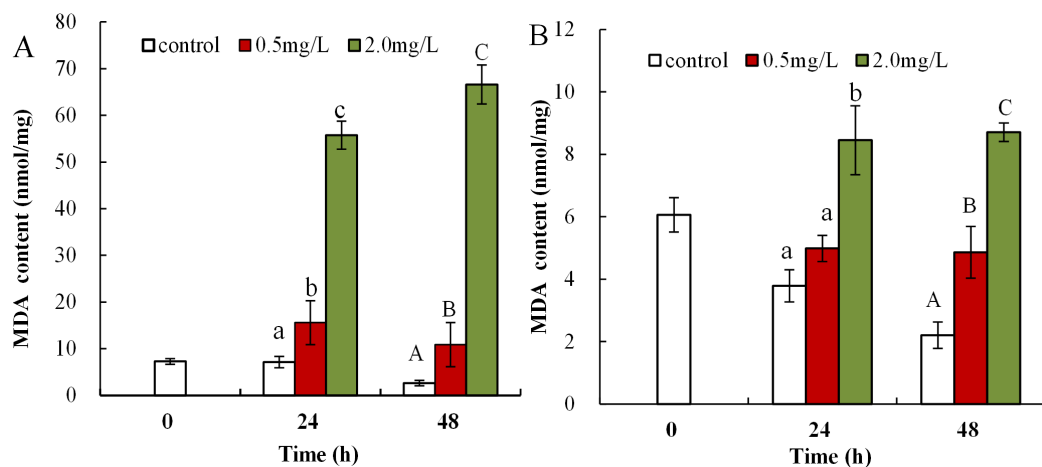 A
MDA content (nmol/mg)
80
70
60
50
40
30
20
10
0
control 0.5mg/L 2.0mg/L
a
b
c
A
B
C
0 24 48
Time (h)
B
MDA content (nmol/mg)
12
10
8
6
4
2
0
control 0.5mg/L 2.0mg/L
a
a
b
A
B
C
0 24 48
Time (h)